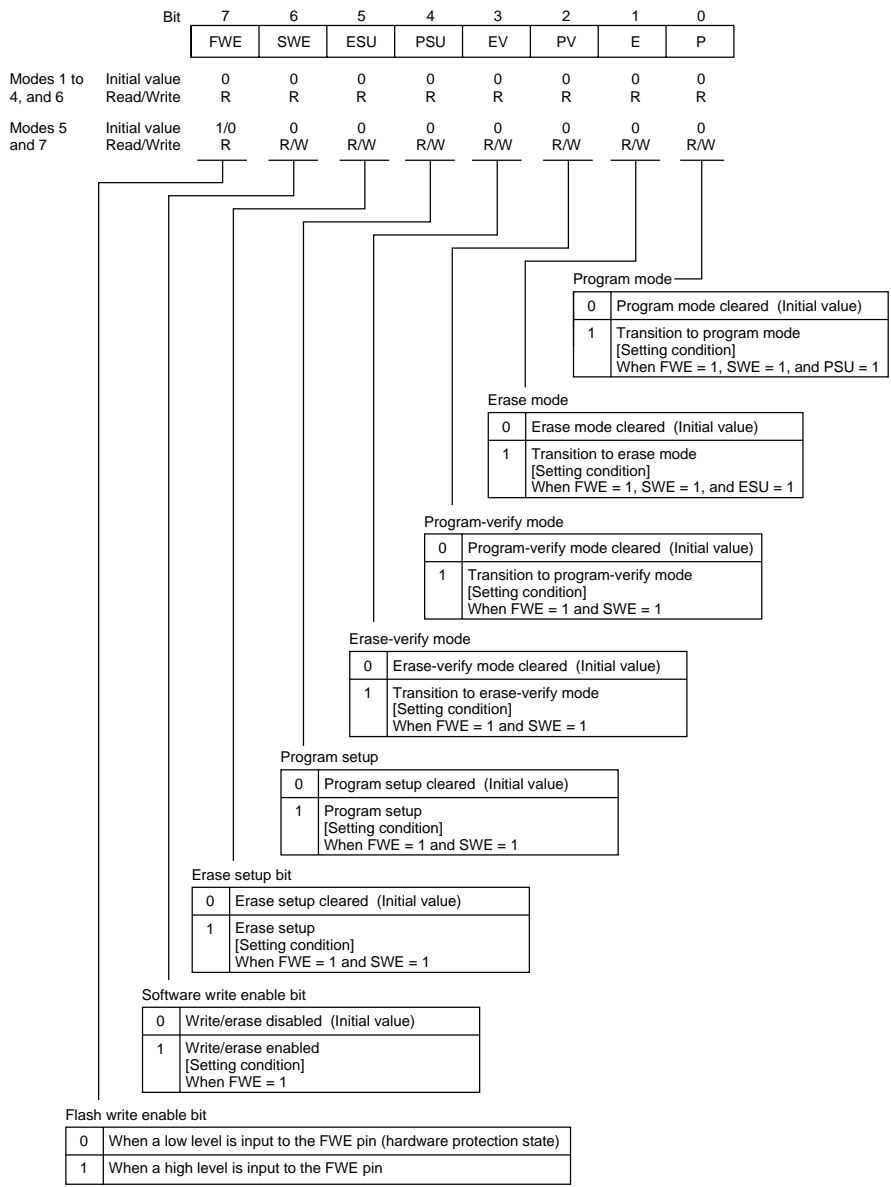 Bit 7 6 5 4 3 2 1 0
FWE SWE ESU PSU EV PV E P
Modes 1 to Initial value 0 0 0 0 0 0 0 0
4, and 6 Read/Write R R R R R R R R
Modes 5 Initial value 1/0 0 0 0 0 0 0 0
and 7 Read/Write R R/W R/W R/W R/W R/W R/W R/W
Program mode
0 Program mode cleared (Initial value)
1 Transition to program mode
[Setting condition]
When FWE = 1, SWE = 1, and PSU = 1
Erase mode
0 Erase mode cleared (Initial value)
1 Transition to erase mode
[Setting condition]
When FWE = 1, SWE = 1, and ESU = 1
Program-verify mode
0 Program-verify mode cleared (Initial value)
1 Transition to program-verify mode
[Setting condition]
When FWE = 1 and SWE = 1
Erase-verify mode
0 Erase-verify mode cleared (Initial value)
1 Transition to erase-verify mode
[Setting condition]
When FWE = 1 and SWE = 1
Program setup
0 Program setup cleared (Initial value)
1 Program setup
[Setting condition]
When FWE = 1 and SWE = 1
Erase setup bit
0 Erase setup cleared (Initial value)
1 Erase setup
[Setting condition]
When FWE = 1 and SWE = 1
Software write enable bit
0 Write/erase disabled (Initial value)
1 Write/erase enabled
[Setting condition]
When FWE = 1
Flash write enable bit
0 When a low level is input to the FWE pin (hardware protection state)
1 When a high level is input to the FWE pin